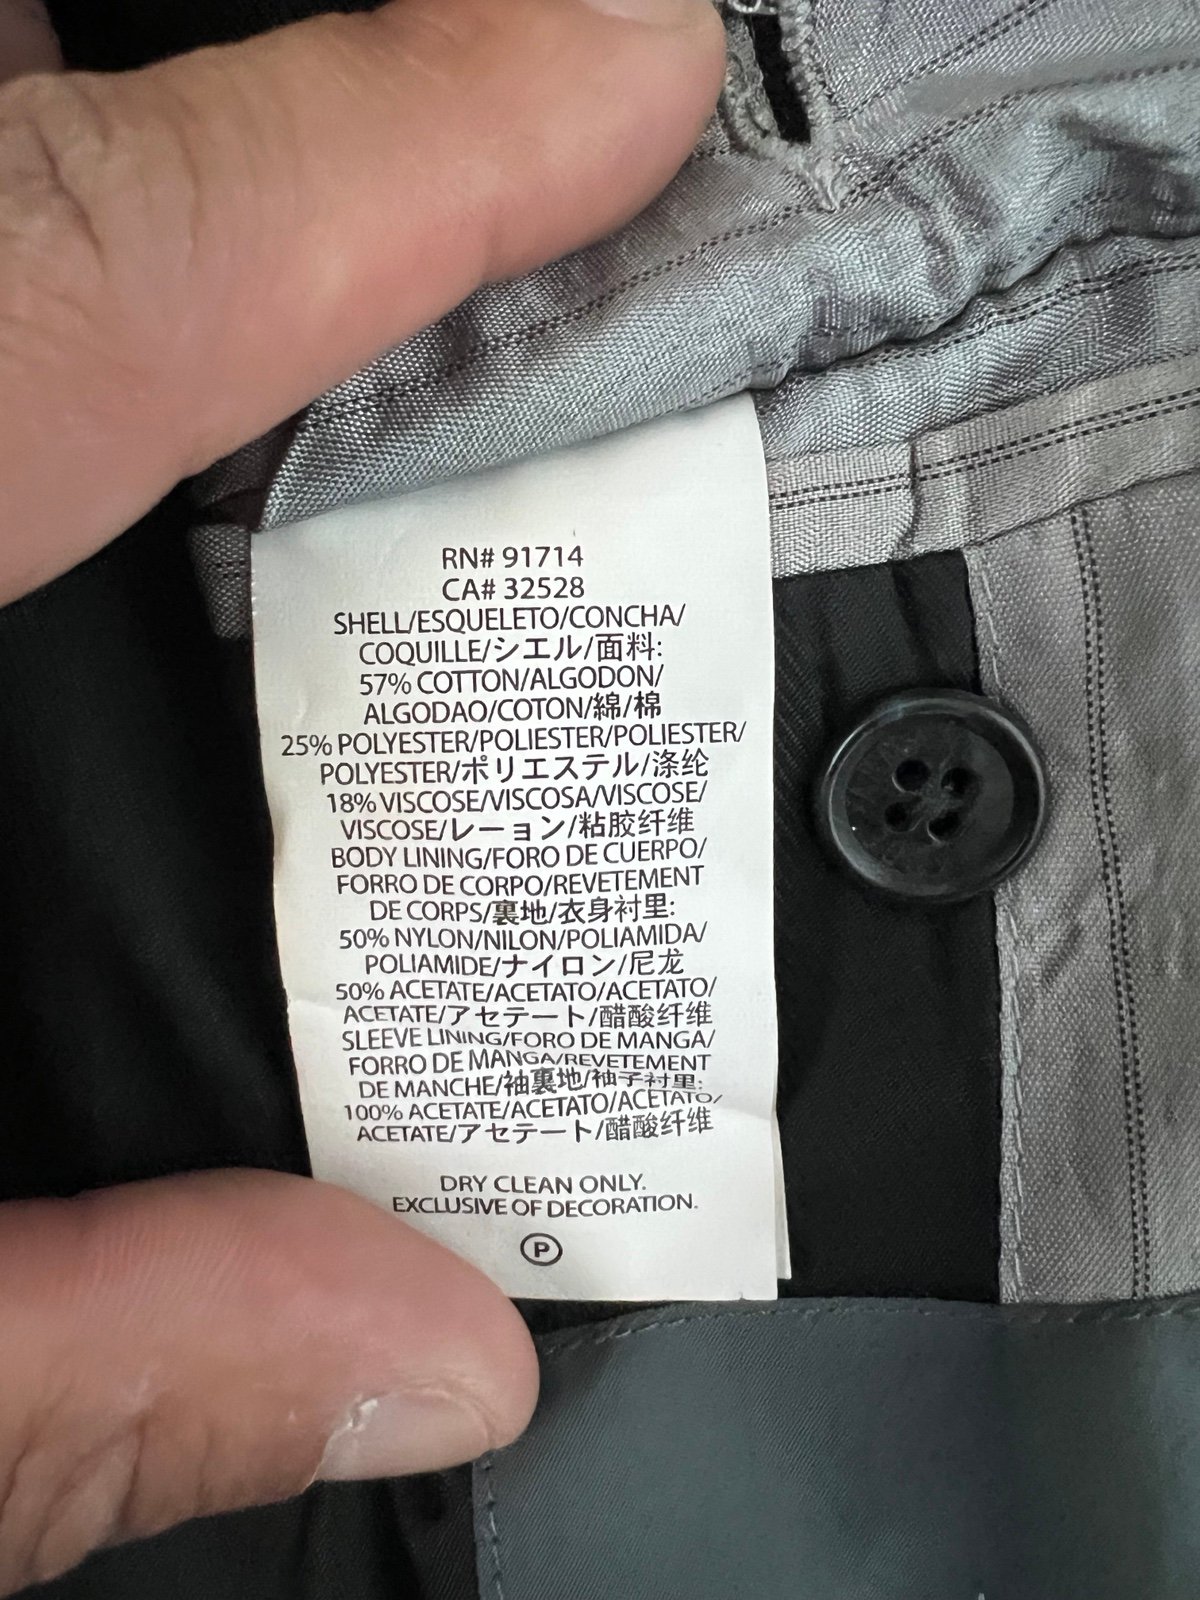 RN# 91714
CA# 32528
SHELL/ESQUELETO/CONCHA/
COQUILLE/シエル/面料:
57% COTTON/ALGODON/
ALGODAO/COTON/綿/棉
25% POLYESTER/POLIESTER/POLIESTER/
POLYESTER/ポリエステル/涤纶
18% VISCOSE/VISCOSA/VISCOSE/
VISCOSE/レーヨン/粘胶纤维
BODY LINING/FORO DE CUERPO/
FORRO DE CORPO/REVETEMENT
DE CORPS/裏地/衣身衬里:
50% NYLON/NILON/POLIAMIDA/
POLIAMIDE/ナイロン/尼龙
50% ACETATE/ACETATO/ACETATO/
ACETATE/アセテート/醋酸纤维
SLEEVE LINING/FORO DE MANGA/
FORRO DE MANGA/REVETEMENT
DE MANCHE/袖裏地/袖子衬里:
100% ACETATE/ACETATO/ACETATO/
ACETATE/アセテート/醋酸纤维
DRY CLEAN ONLY.
EXCLUSIVE OF DECORATION.
P